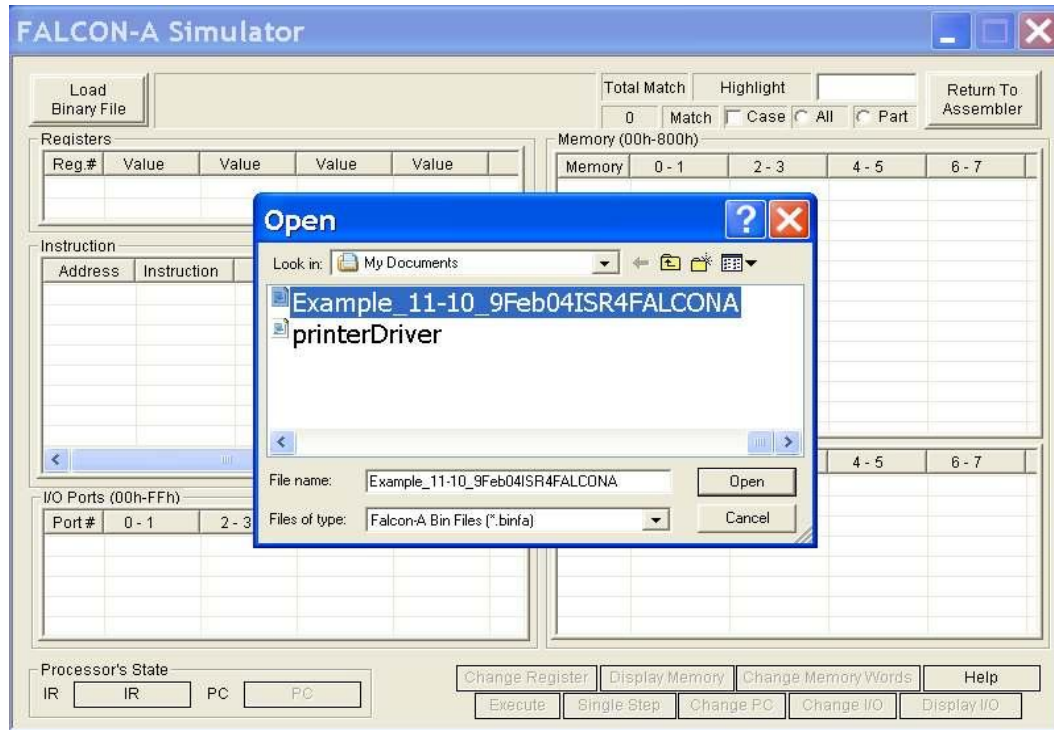 FALCON-A Simulator
Load
Binary File
Total Match Highlight
0 Match Case All Part
Return To
Assembler
Registers
Reg.# Value Value Value Value
Memory (00h-800h)
Memory 0 - 1 2 - 3 4 - 5 6 - 7
Instruction
Address Instruction
Open
Look in: My Documents
Example_11-10_9Feb04ISR4FALCONA
printerDriver
File name: Example_11-10_9Feb04ISR4FALCONA Open
Files of type: Falcon-A Bin Files (*.binfa) Cancel
4 - 5 6 - 7
I/O Ports (00h-FFh)
Port # 0 - 1 2 - 3
Processor's State
IR IR PC PC
Change Register Display Memory Change Memory Words Help
Execute Single Step Change PC Change I/O Display I/O